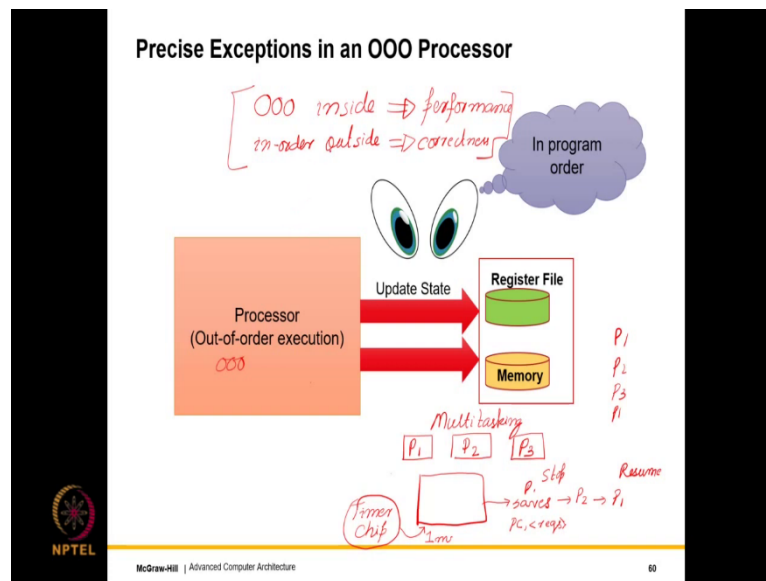 Precise Exceptions in an OOO Processor
OOO inside ⇒ performance
in-order outside ⇒ correctness
In program
order
Update State
Register File
Processor
(Out-of-order execution)
OOO
Memory
P1
P2
P3
P1
Multitasking
P1 P2 P3
Stop
Resume
P1
saves → P2 → P1
PC, <regs>
Timer
chip
1m
NPTEL
McGraw-Hill | Advanced Computer Architecture
60